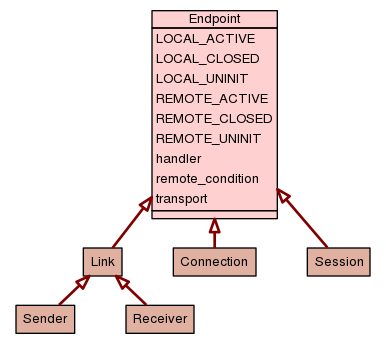 Endpoint
LOCAL_ACTIVE
LOCAL_CLOSED
LOCAL_UNINIT
REMOTE_ACTIVE
REMOTE_CLOSED
REMOTE_UNINIT
handler
remote_condition
transport
Link
Connection
Session
Sender
Receiver